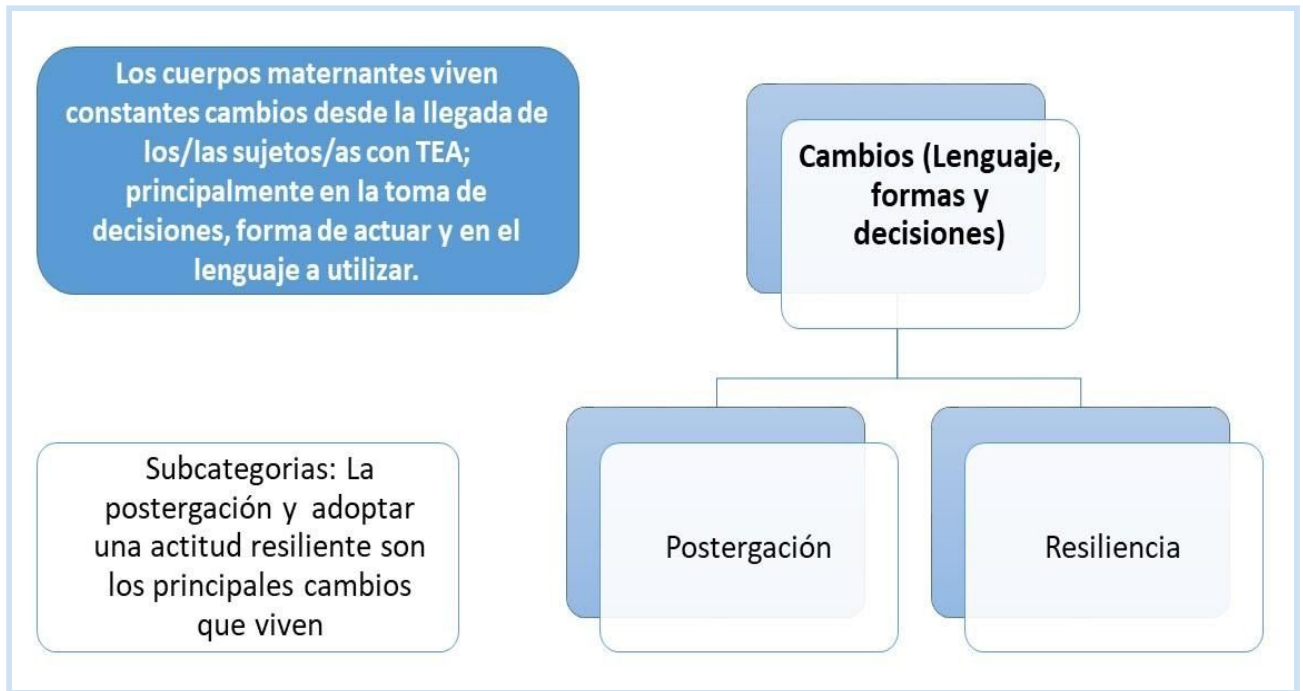 Los cuerpos maternantes viven
constantes cambios desde la llegada de
los/las sujetos/as con TEA;
principalmente en la toma de
decisiones, forma de actuar y en el
lenguaje a utilizar.
Cambios (Lenguaje,
formas y
decisiones)
Subcategorias: La
postergación y adoptar
una actitud resiliente son
los principales cambios
que viven
Postergación
Resiliencia